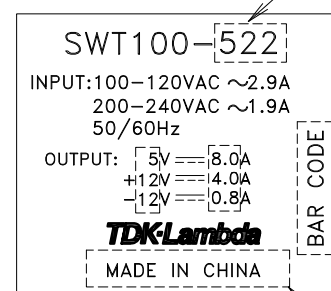 SWT100-522
INPUT:100-120VAC ∼2.9A
200-240VAC ∼1.9A
50/60Hz
OUTPUT: 5V ⎓ 8.0A
+12V ⎓ 4.0A
-12V ⎓ 0.8A
TDK·Lambda
MADE IN CHINA
BAR CODE